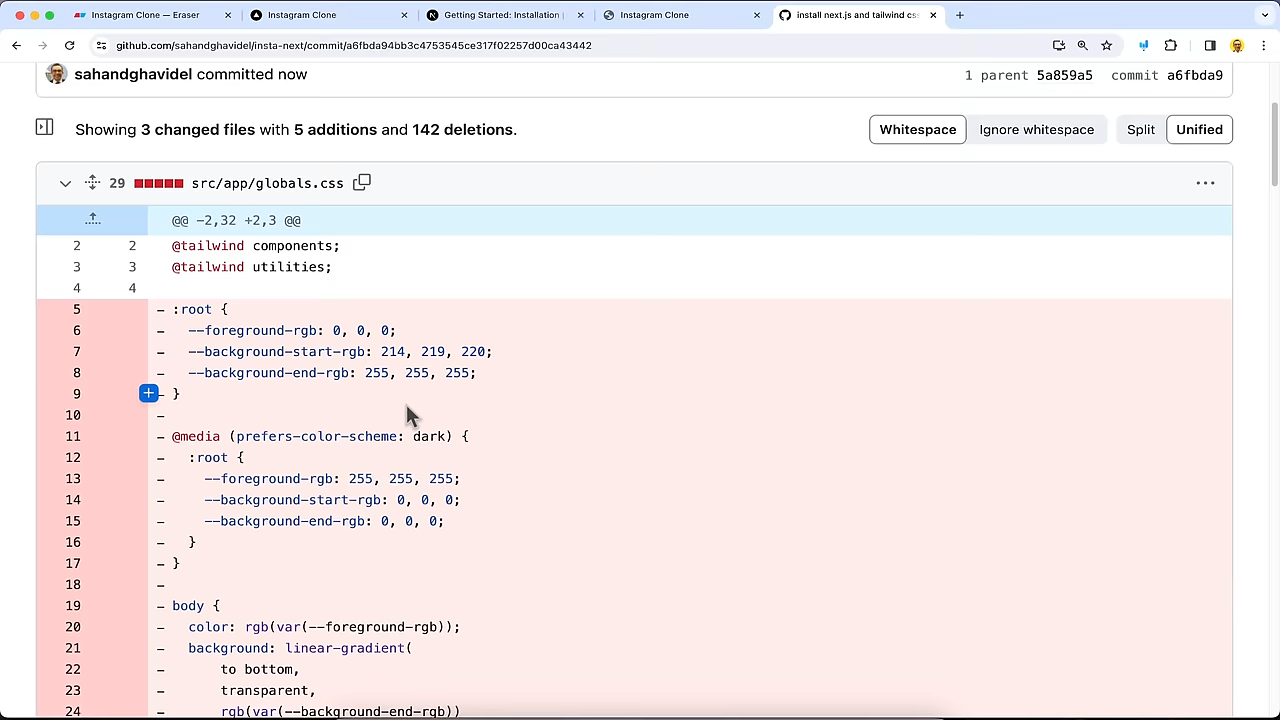 Instagram Clone — Eraser
Instagram Clone
Getting Started: Installation
Instagram Clone
install next.js and tailwind cs
github.com/sahandghavidel/insta-next/commit/a6fbda94bb3c4753545ce317f02257d00ca43442
sahandghavidel committed now
1 parent 5a859a5 commit a6fbda9
Showing 3 changed files with 5 additions and 142 deletions.
Whitespace Ignore whitespace Split Unified
29 src/app/globals.css
@@ -2,32 +2,3 @@
2 2 @tailwind components;
3 3 @tailwind utilities;
4 4
5 - :root {
6 - --foreground-rgb: 0, 0, 0;
7 - --background-start-rgb: 214, 219, 220;
8 - --background-end-rgb: 255, 255, 255;
9 - }
10 -
11 - @media (prefers-color-scheme: dark) {
12 - :root {
13 - --foreground-rgb: 255, 255, 255;
14 - --background-start-rgb: 0, 0, 0;
15 - --background-end-rgb: 0, 0, 0;
16 - }
17 - }
18 -
19 - body {
20 - color: rgb(var(--foreground-rgb));
21 - background: linear-gradient(
22 - to bottom,
23 - transparent,
24 - rgb(var(--background-end-rgb))